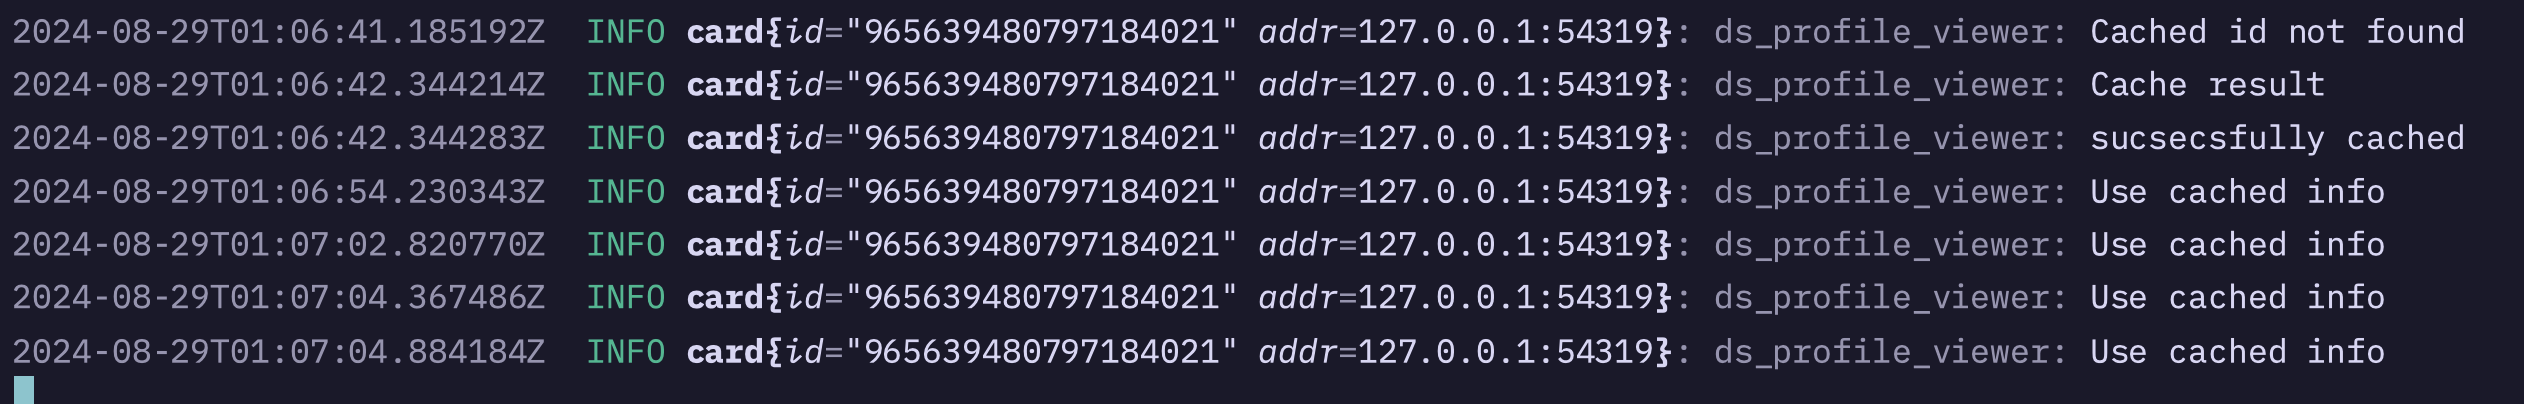 2024-08-29T01:06:41.185192Z  INFO card{id="965639480797184021" addr=127.0.0.1:54319}: ds_profile_viewer: Cached id not found
2024-08-29T01:06:42.344214Z  INFO card{id="965639480797184021" addr=127.0.0.1:54319}: ds_profile_viewer: Cache result
2024-08-29T01:06:42.344283Z  INFO card{id="965639480797184021" addr=127.0.0.1:54319}: ds_profile_viewer: sucsecsfully cached
2024-08-29T01:06:54.230343Z  INFO card{id="965639480797184021" addr=127.0.0.1:54319}: ds_profile_viewer: Use cached info
2024-08-29T01:07:02.820770Z  INFO card{id="965639480797184021" addr=127.0.0.1:54319}: ds_profile_viewer: Use cached info
2024-08-29T01:07:04.367486Z  INFO card{id="965639480797184021" addr=127.0.0.1:54319}: ds_profile_viewer: Use cached info
2024-08-29T01:07:04.884184Z  INFO card{id="965639480797184021" addr=127.0.0.1:54319}: ds_profile_viewer: Use cached info